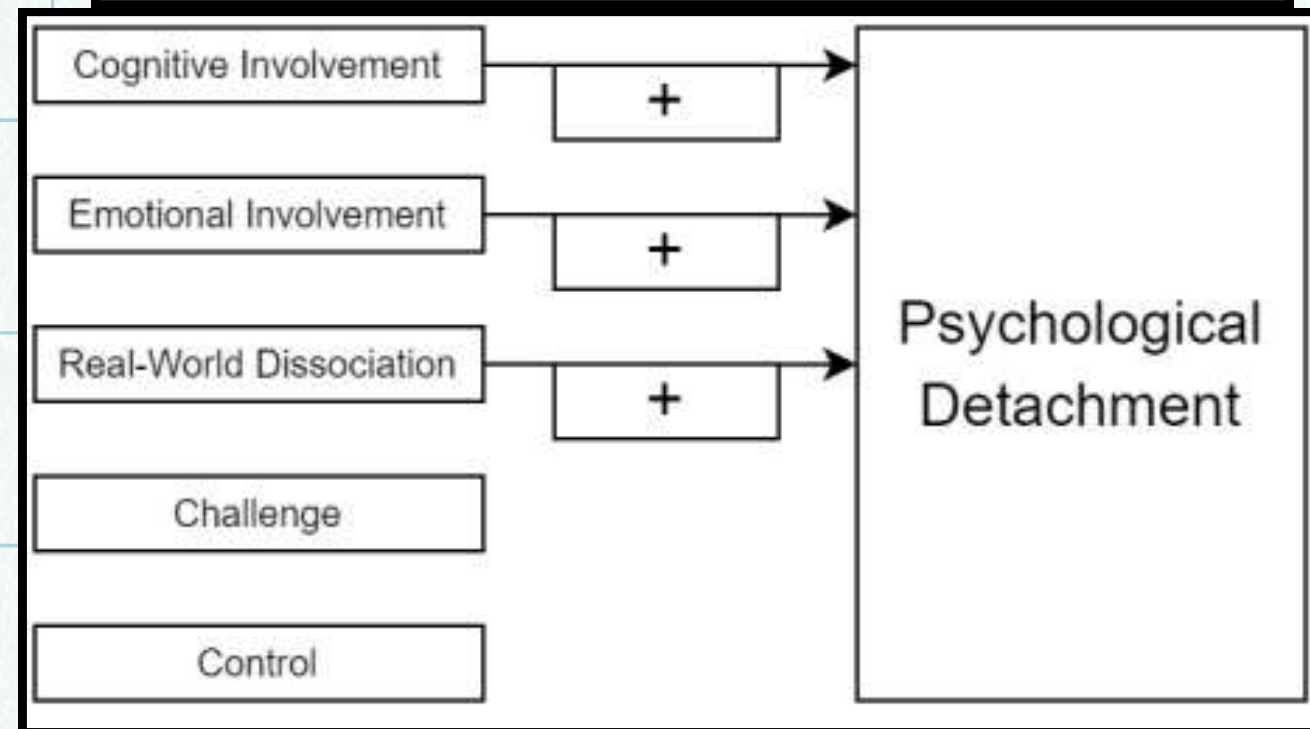 Cognitive Involvement
+
Emotional Involvement
+
Real-World Dissociation
+
Challenge
Control
Psychological
Detachment